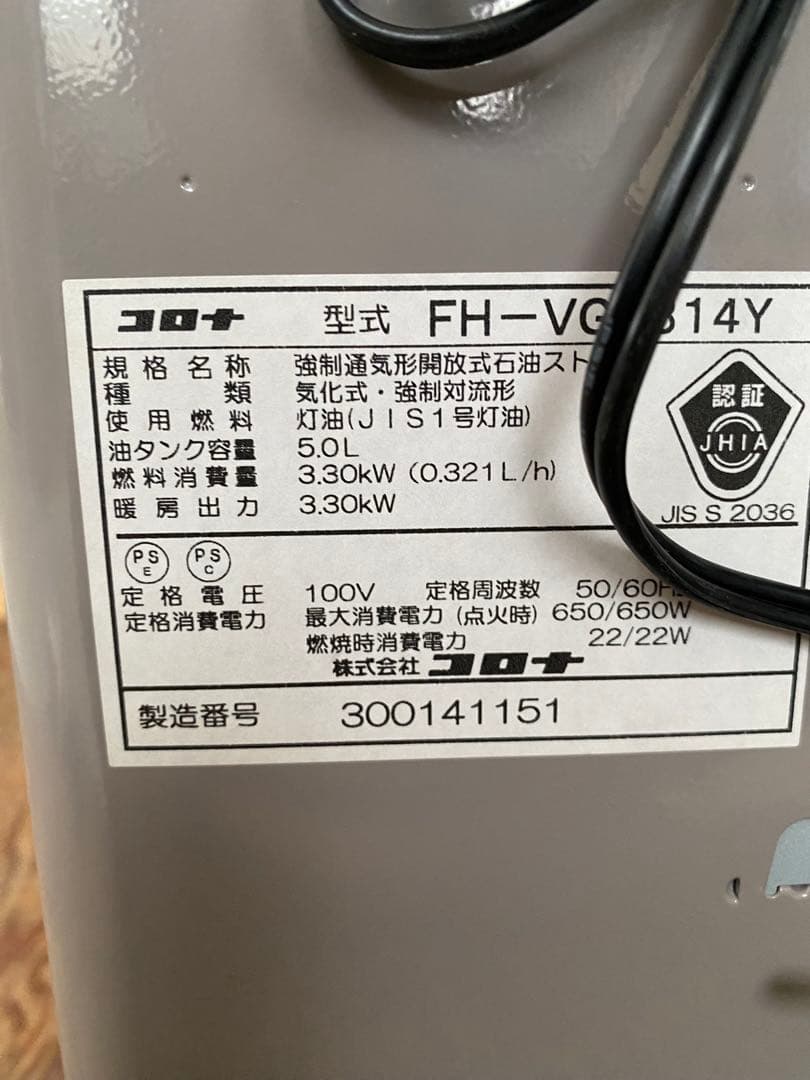 コロナ 型式 FH-VG 314Y
規格名称 強制通気形開放式石油スト
種類 気化式・強制対流形
使用燃料 灯油(JIS1号灯油)
油タンク容量 5.0L
燃料消費量 3.30kW (0.321L/h)
暖房出力 3.30kW
認証
JHIA
JIS S 2036
PS E PS C
定格電圧 100V 定格周波数 50/60Hz
定格消費電力 最大消費電力 (点火時) 650/650W
燃焼時消費電力 22/22W
株式会社 コロナ
製造番号 300141151